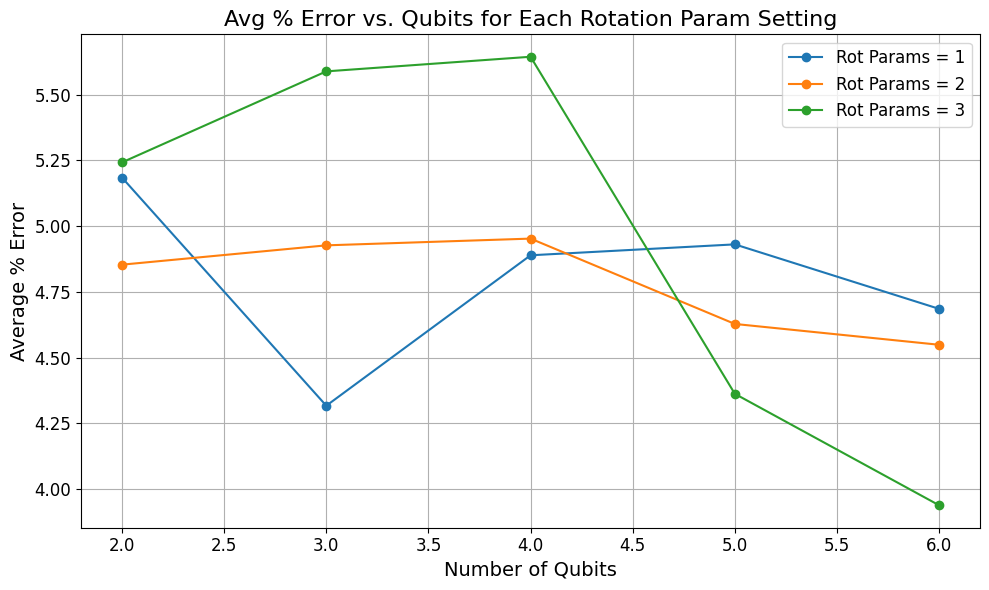 Avg % Error vs. Qubits for Each Rotation Param Setting
Rot Params = 1
Rot Params = 2
Rot Params = 3
Average % Error
5.50
5.25
5.00
4.75
4.50
4.25
4.00
2.0 2.5 3.0 3.5 4.0 4.5 5.0 5.5 6.0
Number of Qubits